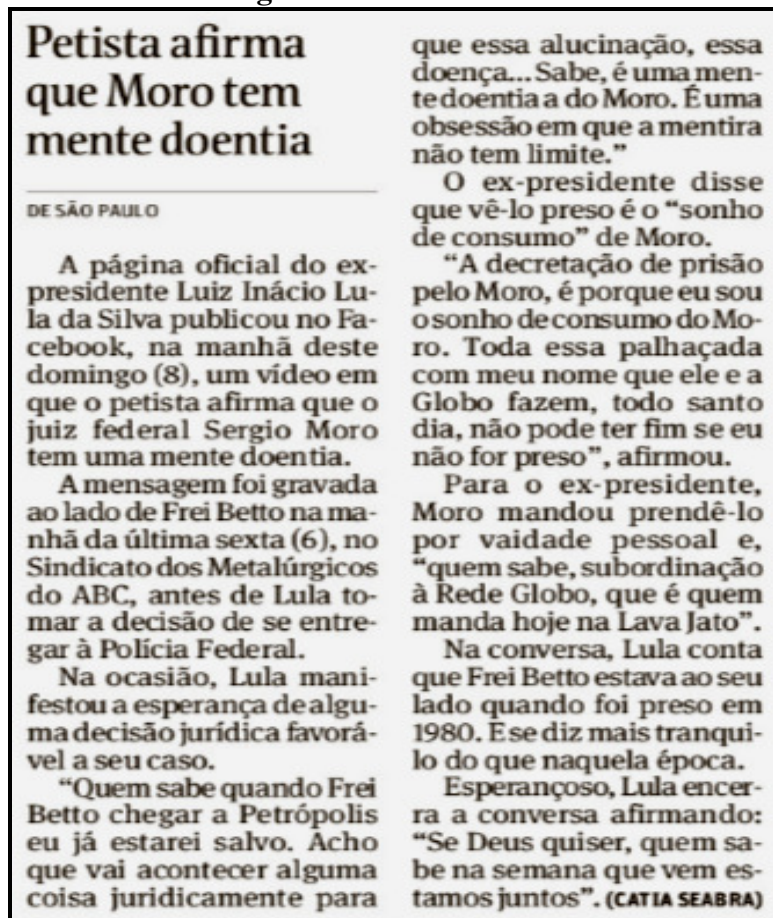 Petista afirma
que Moro tem
mente doentia
DE SÃO PAULO
A página oficial do ex-
presidente Luiz Inácio Lu-
la da Silva publicou no Fa-
cebook, na manhã deste
domingo (8), um vídeo em
que o petista afirma que o
juiz federal Sergio Moro
tem uma mente doentia.
A mensagem foi gravada
ao lado de Frei Betto na ma-
nhã da última sexta (6), no
Sindicato dos Metalúrgicos
do ABC, antes de Lula to-
mar a decisão de se entre-
gar à Polícia Federal.
Na ocasião, Lula mani-
festou a esperança de algu-
ma decisão jurídica favorá-
vel a seu caso.
“Quem sabe quando Frei
Betto chegar a Petrópolis
eu já estarei salvo. Acho
que vai acontecer alguma
coisa juridicamente para
que essa alucinação, essa
doença... Sabe, é uma men-
te doentia a do Moro. É uma
obsessão em que a mentira
não tem limite.”
O ex-presidente disse
que vê-lo preso é o “sonho
de consumo” de Moro.
“A decretação de prisão
pelo Moro, é porque eu sou
o sonho de consumo do Mo-
ro. Toda essa palhaçada
com meu nome que ele e a
Globo fazem, todo santo
dia, não pode ter fim se eu
não for preso”, afirmou.
Para o ex-presidente,
Moro mandou prendê-lo
por vaidade pessoal e,
“quem sabe, subordinação
à Rede Globo, que é quem
manda hoje na Lava Jato”.
Na conversa, Lula conta
que Frei Betto estava ao seu
lado quando foi preso em
1980. E se diz mais tranqui-
lo do que naquela época.
Esperançoso, Lula encer-
ra a conversa afirmando:
“Se Deus quiser, quem sa-
be na semana que vem es-
tamos juntos”. (CATIA SEABRA)